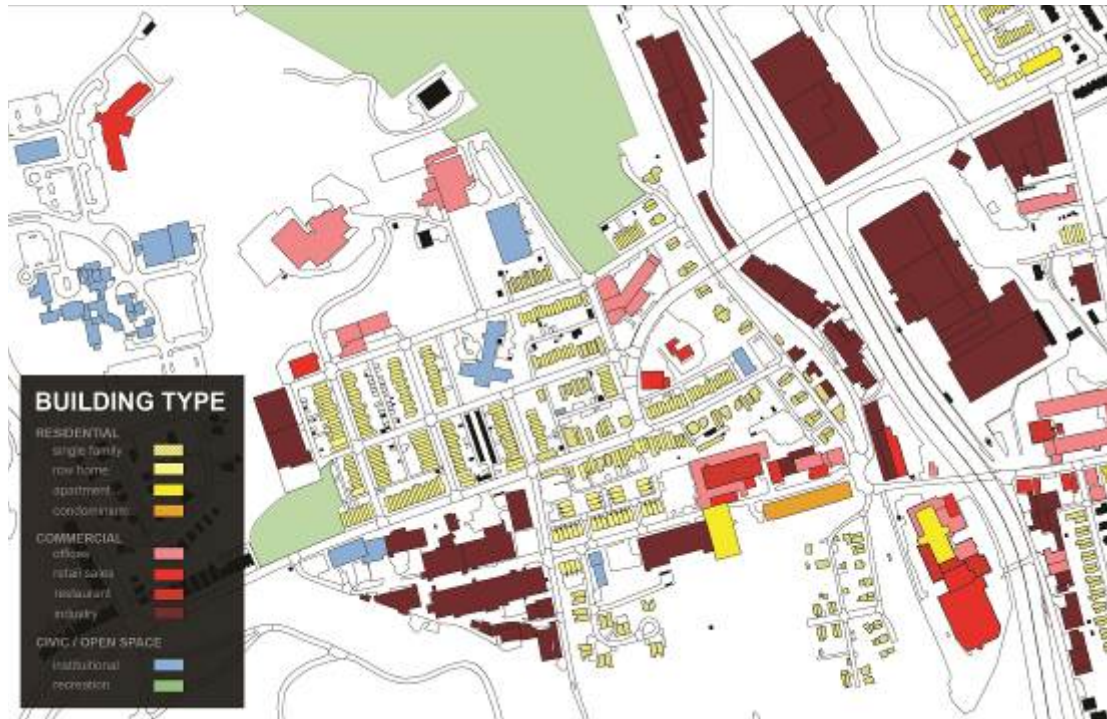 BUILDING TYPE
RESIDENTIAL
single family
row home
apartment
condominium
COMMERCIAL
offices
retail sales
restaurant
industry
CIVIC / OPEN SPACE
instituitional
recreation